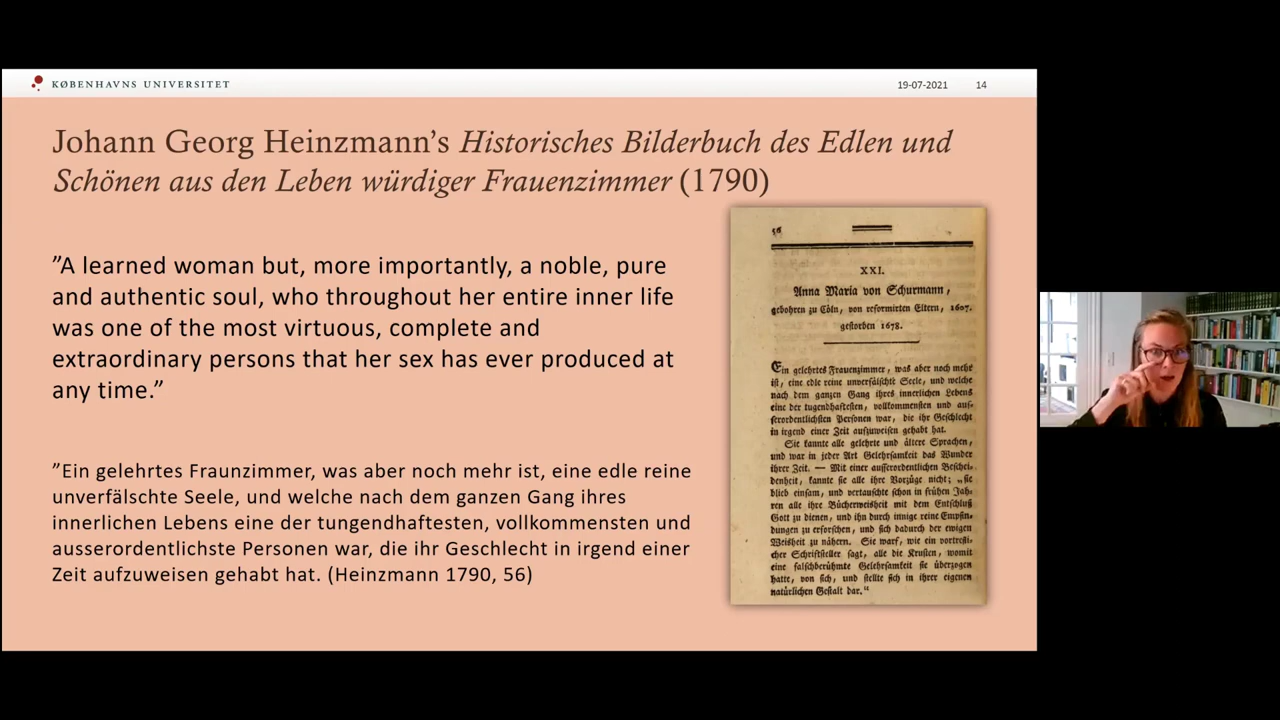 KØBENHAVNS UNIVERSITET
19-07-2021 14
Johann Georg Heinzmann’s Historisches Bilderbuch des Edlen und
Schönen aus den Leben würdiger Frauenzimmer (1790)
”A learned woman but, more importantly, a noble, pure
and authentic soul, who throughout her entire inner life
was one of the most virtuous, complete and
extraordinary persons that her sex has ever produced at
any time.”
”Ein gelehrtes Fraunzimmer, was aber noch mehr ist, eine edle reine
unverfälschte Seele, und welche nach dem ganzen Gang ihres
innerlichen Lebens eine der tungendhaftesten, vollkommensten und
ausserordentlichste Personen war, die ihr Geschlecht in irgend einer
Zeit aufzuweisen gehabt hat. (Heinzmann 1790, 56)
56
XXI.
Anna Maria von Schurmann,
gebohren zu Cöln, von reformirten Eltern, 1607.
gestorben 1678.
Ein gelehrtes Frauenzimmer, was aber noch mehr
ist, eine edle reine unverfälschte Seele, und welche
nach dem ganzen Gang ihres innerlichen Lebens
eine der tugendhaftesten, vollkommensten und aus-
serordentlichsten Personen war, die ihr Geschlecht
in irgend einer Zeit aufzuweisen gehabt hat.
Sie kannte alle gelehrte und ältere Sprachen,
und war in jeder Art Gelehrsamkeit das Wunder
ihrer Zeit. — Mit einer ausserordentlichen Beschei-
denheit, kannte sie alle ihre Vorzüge nicht; „sie
blieb einsam, und vertauschte schon in frühen Jah-
ren alle ihre Bücherweisheit mit dem Entschluß
Gott zu dienen, und ihn durch innige reine Empfin-
dungen zu erforschen, und sich dadurch der ewigen
Weisheit zu nähern. Sie warf, wie ein vortrefli-
cher Schriftsteller sagt, alle die Krusten, womit
eine falschberühmte Gelehrsamkeit sie überzogen
hatte, von sich, und stellte sich in ihrer eigenen
natürlichen Gestalt dar.“